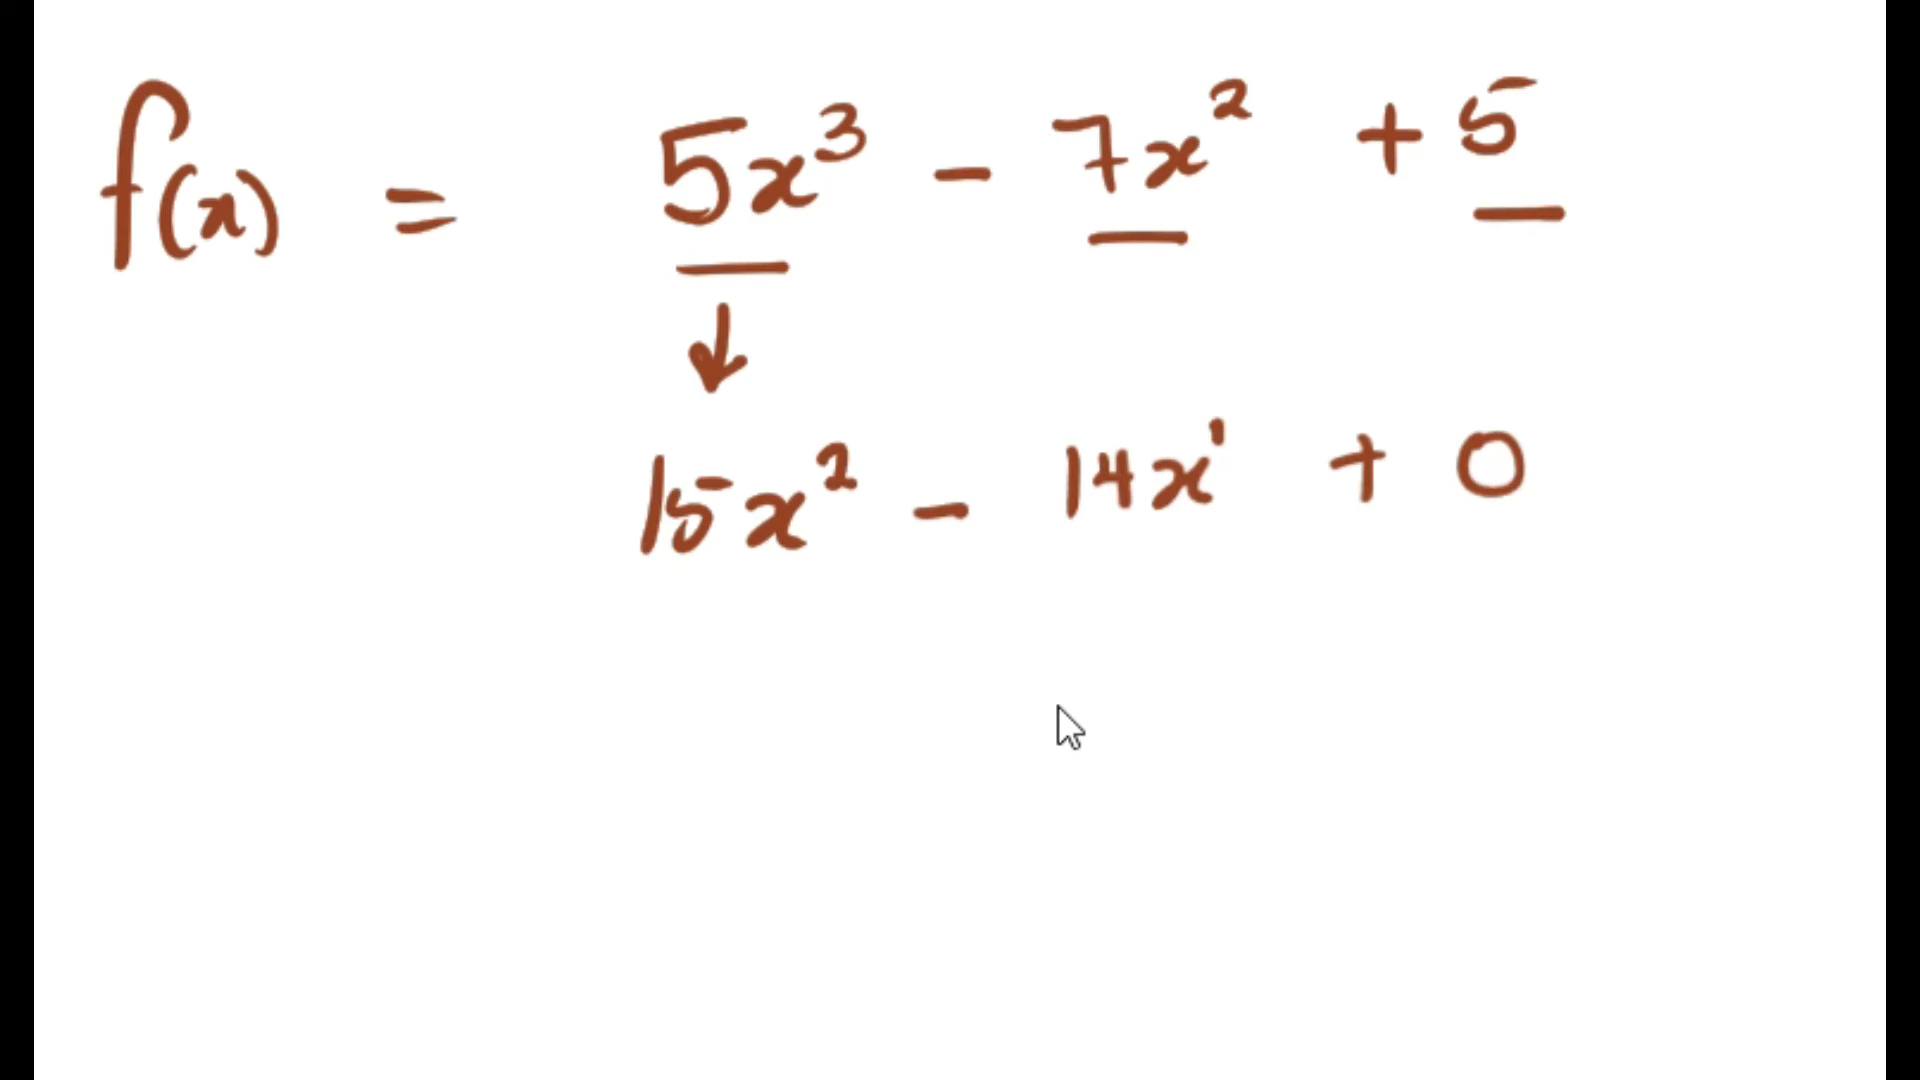 f(x) = 5x³ - 7x² + 5
15x² - 14x¹ + 0